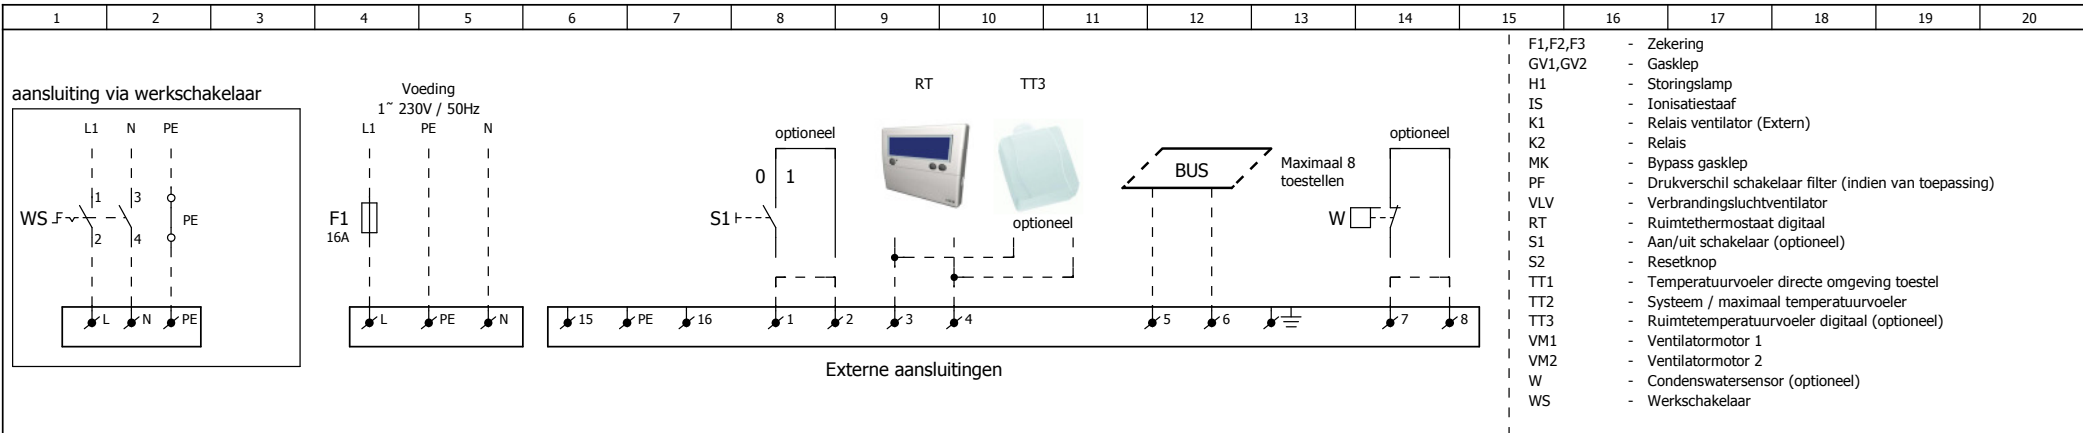 1 2 3 4 5 6 7 8 9 10 11 12 13 14 15 16 17 18 19 20
aansluiting via werkschakelaar
L1 N PE
1 3
WS PE
2 4
L N PE
Voeding
1~ 230V / 50Hz
L1 PE N
F1
16A
L PE N
optioneel
0 1
S1
RT TT3
optioneel
BUS
Maximaal 8
toestellen
optioneel
W
15 PE 16 1 2 3 4 5 6 7 8
Externe aansluitingen
F1,F2,F3 - Zekering
GV1,GV2 - Gasklep
H1 - Storingslamp
IS - Ionisatiestaaf
K1 - Relais ventilator (Extern)
K2 - Relais
MK - Bypass gasklep
PF - Drukverschil schakelaar filter (indien van toepassing)
VLV - Verbrandingsluchtventilator
RT - Ruimtethermostaat digitaal
S1 - Aan/uit schakelaar (optioneel)
S2 - Resetknop
TT1 - Temperatuurvoeler directe omgeving toestel
TT2 - Systeem / maximaal temperatuurvoeler
TT3 - Ruimtetemperatuurvoeler digitaal (optioneel)
VM1 - Ventilatormotor 1
VM2 - Ventilatormotor 2
W - Condenswatersensor (optioneel)
WS - Werkschakelaar